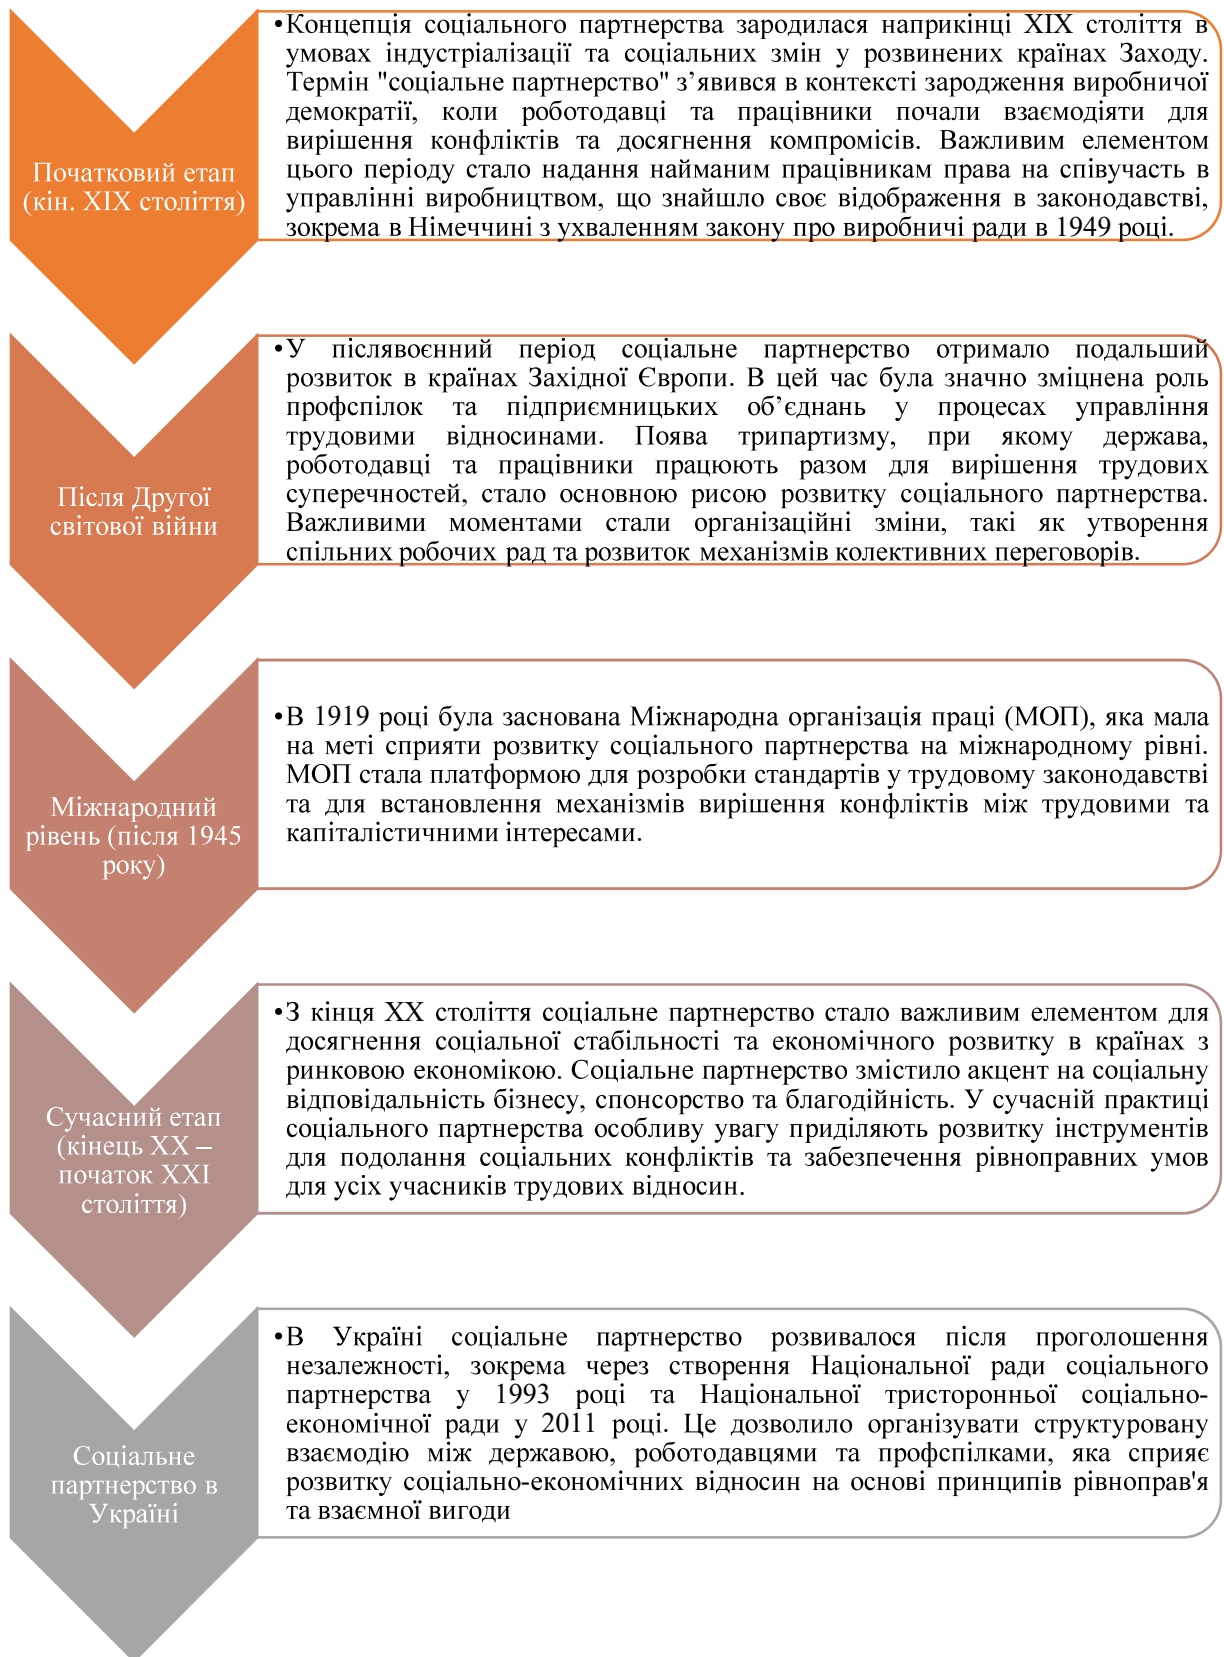 Початковий етап
(кін. ХІХ століття)
•Концепція соціального партнерства зародилася наприкінці ХІХ століття в
умовах індустріалізації та соціальних змін у розвинених країнах Заходу.
Термін "соціальне партнерство" з’явився в контексті зародження виробничої
демократії, коли роботодавці та працівники почали взаємодіяти для
вирішення конфліктів та досягнення компромісів. Важливим елементом
цього періоду стало надання найманим працівникам права на співучасть в
управлінні виробництвом, що знайшло своє відображення в законодавстві,
зокрема в Німеччині з ухваленням закону про виробничі ради в 1949 році.
Після Другої
світової війни
•У післявоєнний період соціальне партнерство отримало подальший
розвиток в країнах Західної Європи. В цей час була значно зміцнена роль
профспілок та підприємницьких об’єднань у процесах управління
трудовими відносинами. Поява трипартизму, при якому держава,
роботодавці та працівники працюють разом для вирішення трудових
суперечностей, стало основною рисою розвитку соціального партнерства.
Важливими моментами стали організаційні зміни, такі як утворення
спільних робочих рад та розвиток механізмів колективних переговорів.
Міжнародний
рівень (після 1945
року)
•В 1919 році була заснована Міжнародна організація праці (МОП), яка мала
на меті сприяти розвитку соціального партнерства на міжнародному рівні.
МОП стала платформою для розробки стандартів у трудовому законодавстві
та для встановлення механізмів вирішення конфліктів між трудовими та
капіталістичними інтересами.
Сучасний етап
(кінець ХХ –
початок ХХІ
століття)
•З кінця ХХ століття соціальне партнерство стало важливим елементом для
досягнення соціальної стабільності та економічного розвитку в країнах з
ринковою економікою. Соціальне партнерство змістило акцент на соціальну
відповідальність бізнесу, спонсорство та благодійність. У сучасній практиці
соціального партнерства особливу увагу приділяють розвитку інструментів
для подолання соціальних конфліктів та забезпечення рівноправних умов
для усіх учасників трудових відносин.
Соціальне
партнерство в
Україні
•В Україні соціальне партнерство розвивалося після проголошення
незалежності, зокрема через створення Національної ради соціального
партнерства у 1993 році та Національної тристоронньої соціально-
економічної ради у 2011 році. Це дозволило організувати структуровану
взаємодію між державою, роботодавцями та профспілками, яка сприяє
розвитку соціально-економічних відносин на основі принципів рівноправ'я
та взаємної вигоди